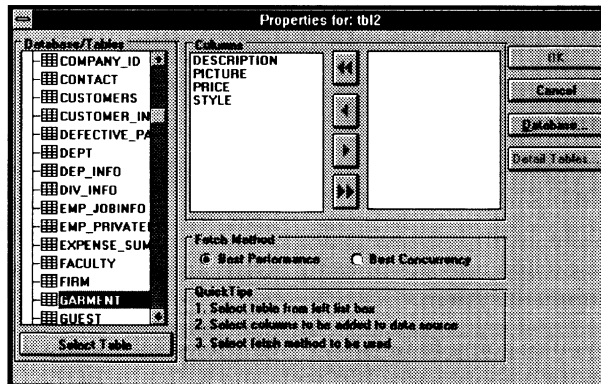 Properties for: tbl2
Database/Tables
COMPANY_ID
CONTACT
CUSTOMERS
CUSTOMER_IN
DEFECTIVE_PA
DEPT
DEP_INFO
DIV_INFO
EMP_JOBINFO
EMP_PRIVATE
EXPENSE_SUM
FACULTY
FIRM
GARMENT
GUEST
Select Table
Columns
DESCRIPTION
PICTURE
PRICE
STYLE
Fetch Method
Best Performance
Best Concurrency
QuickTips
1. Select table from left list box
2. Select columns to be added to data source
3. Select fetch method to be used
OK
Cancel
Database...
Detail Tables...